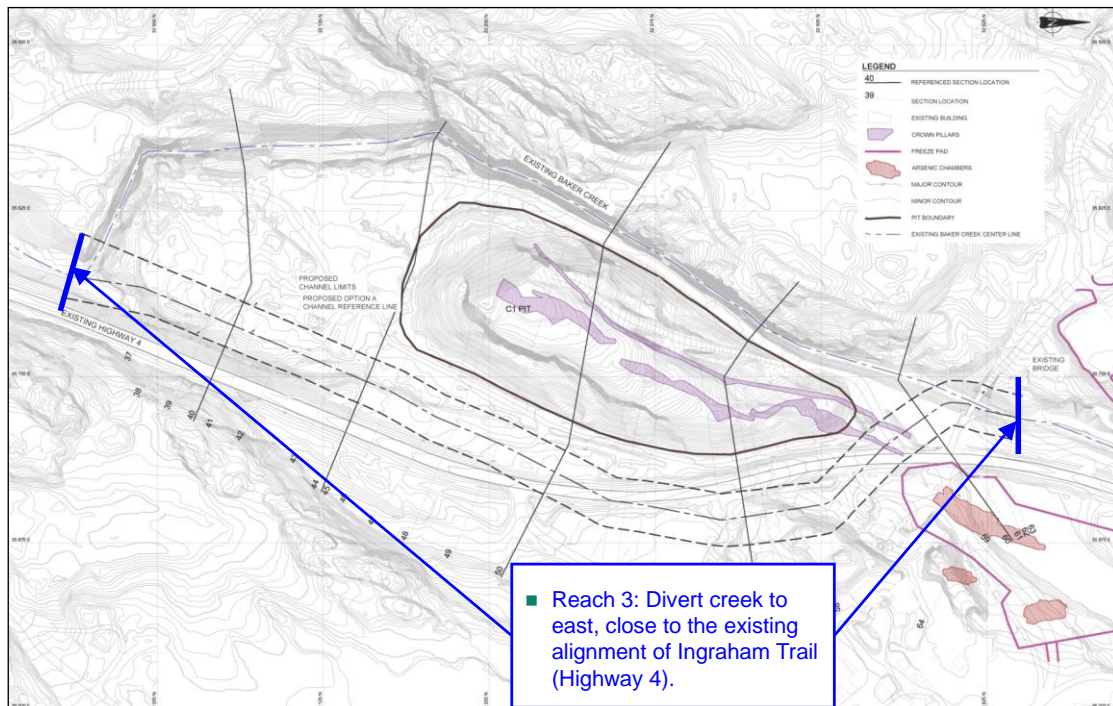 LEGEND
40
REFERENCED SECTION LOCATION
39
SECTION LOCATION
EXISTING BUILDING
CROWN PILLARS
FREEZE PAD
ARSENIC CHAMBERS
MAJOR CONTOUR
MINOR CONTOUR
PIT BOUNDARY
EXISTING BAKER CREEK CENTER LINE
EXISTING BAKER CREEK
PROPOSED
CHANNEL LIMITS
PROPOSED OPTION A
CHANNEL REFERENCE LINE
C1 PIT
EXISTING HIGHWAY 4
EXISTING
BRIDGE
37
38
39
40
41
42
43
44
45
48
49
50
64
■ Reach 3: Divert creek to
east, close to the existing
alignment of Ingraham Trail
(Highway 4).